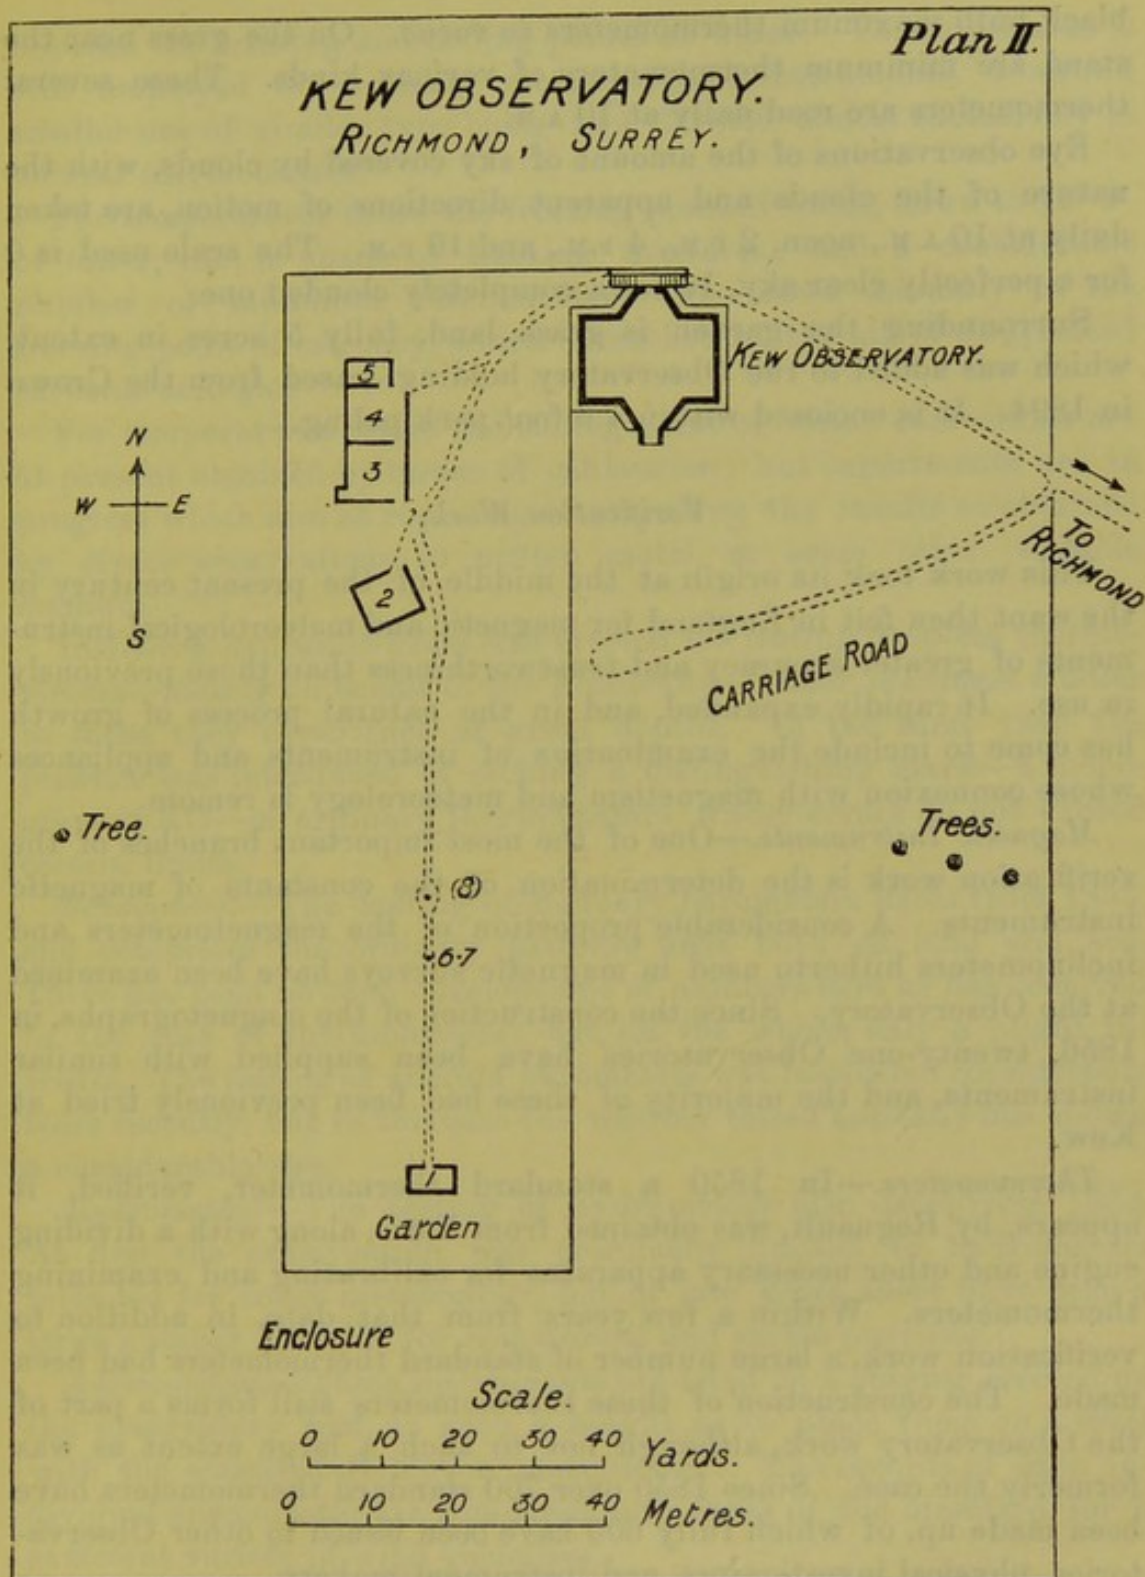 Plan II.
KEW OBSERVATORY.
RICHMOND, SURREY.
KEW OBSERVATORY.
5
4
3
N
W E
S
2
TO
RICHMOND
CARRIAGE ROAD
Tree.
Trees.
(8)
6·7
1
Garden
Enclosure
Scale.
0 10 20 30 40 Yards.
0 10 20 30 40 Metres.